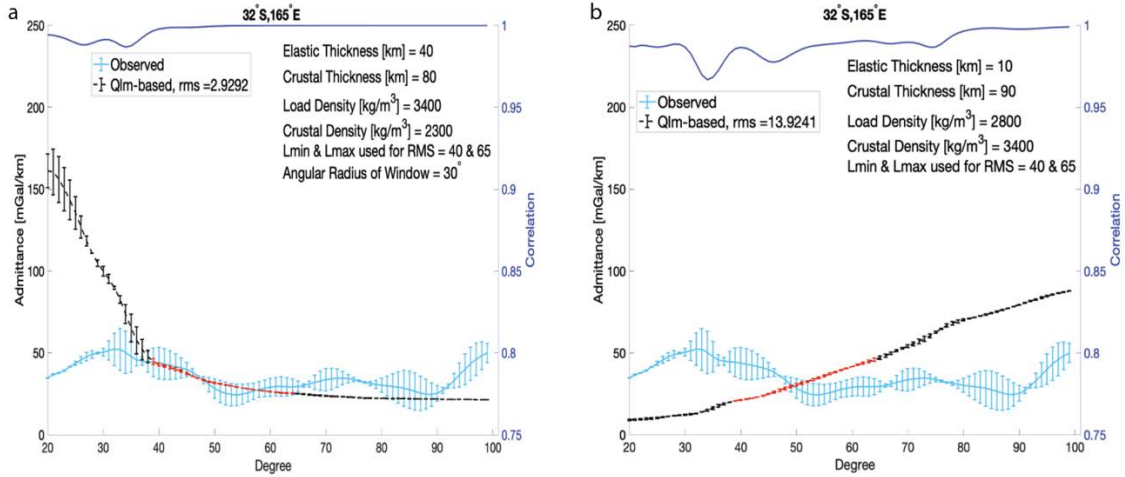 a
32°S,165°E
250
200
150
100
50
0
Admittance [mGal/km]
Observed
Qlm-based, rms=2.9292
Elastic Thickness [km] = 40
Crustal Thickness [km] = 80
Load Density [kg/m³] = 3400
Crustal Density [kg/m³] = 2300
Lmin & Lmax used for RMS = 40 & 65
Angular Radius of Window = 30°
1
0.95
0.9
0.85
0.8
0.75
Correlation
20 30 40 50 60 70 80 90 100
Degree
b
32°S,165°E
250
200
150
100
50
0
Admittance [mGal/km]
Observed
Qlm-based, rms =13.9241
Elastic Thickness [km] = 10
Crustal Thickness [km] = 90
Load Density [kg/m³] = 2800
Crustal Density [kg/m³] = 3400
Lmin & Lmax used for RMS = 40 & 65
1
0.95
0.9
0.85
0.8
0.75
Correlation
20 30 40 50 60 70 80 90 100
Degree